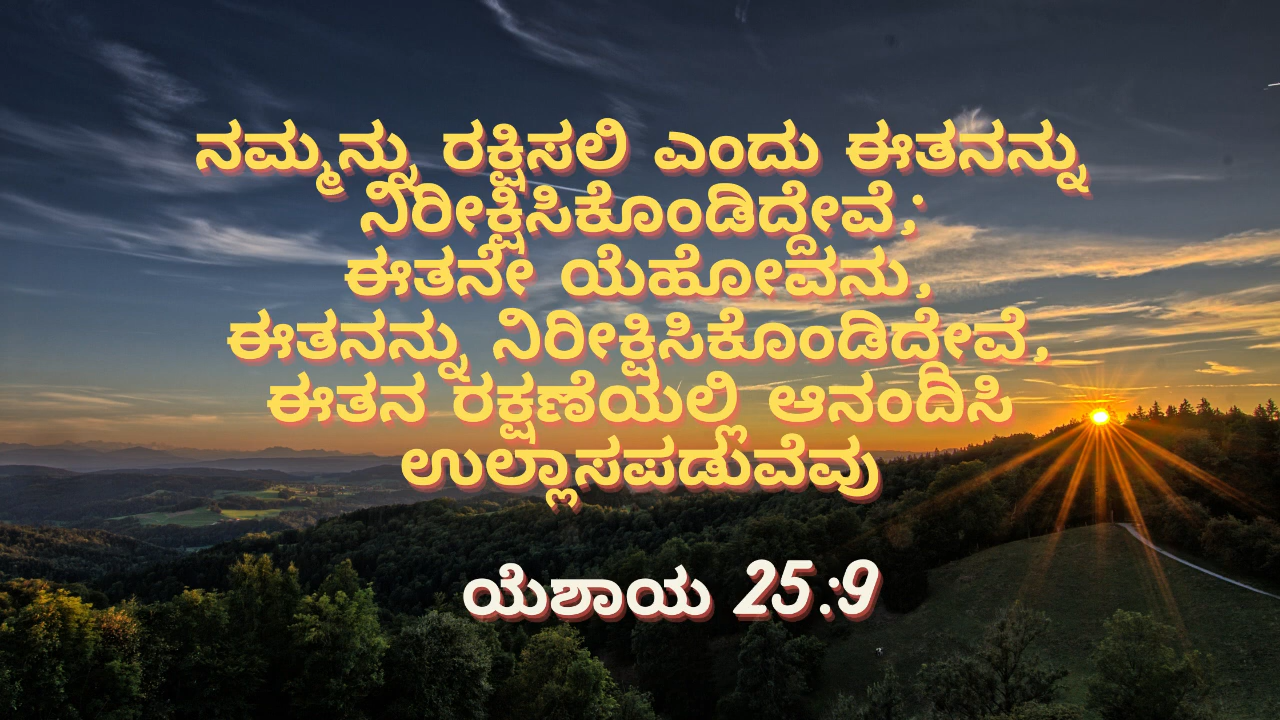 ನಮ್ಮನ್ನು ರಕ್ಷಿಸಲಿ ಎಂದು ಈತನನ್ನು
ನಿರೀಕ್ಷಿಸಿಕೊಂಡಿದ್ದೇವೆ;
ಈತನೇ ಯೆಹೋವನು,
ಈತನನ್ನು ನಿರೀಕ್ಷಿಸಿಕೊಂಡಿದ್ದೇವೆ,
ಈತನ ರಕ್ಷಣೆಯಲ್ಲಿ ಆನಂದಿಸಿ
ಉಲ್ಲಾಸಪಡುವೆವು
ಯೆಶಾಯ 25:9